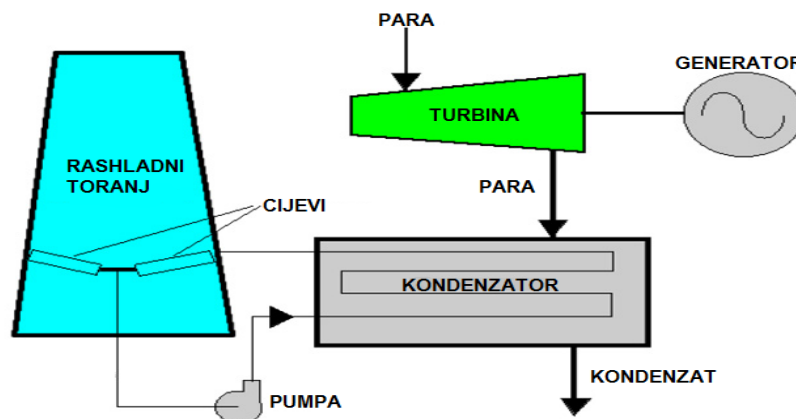 PARA
GENERATOR
TURBINA
RASHLADNI
TORANJ
PARA
CIJEVI
KONDENZATOR
KONDENZAT
PUMPA